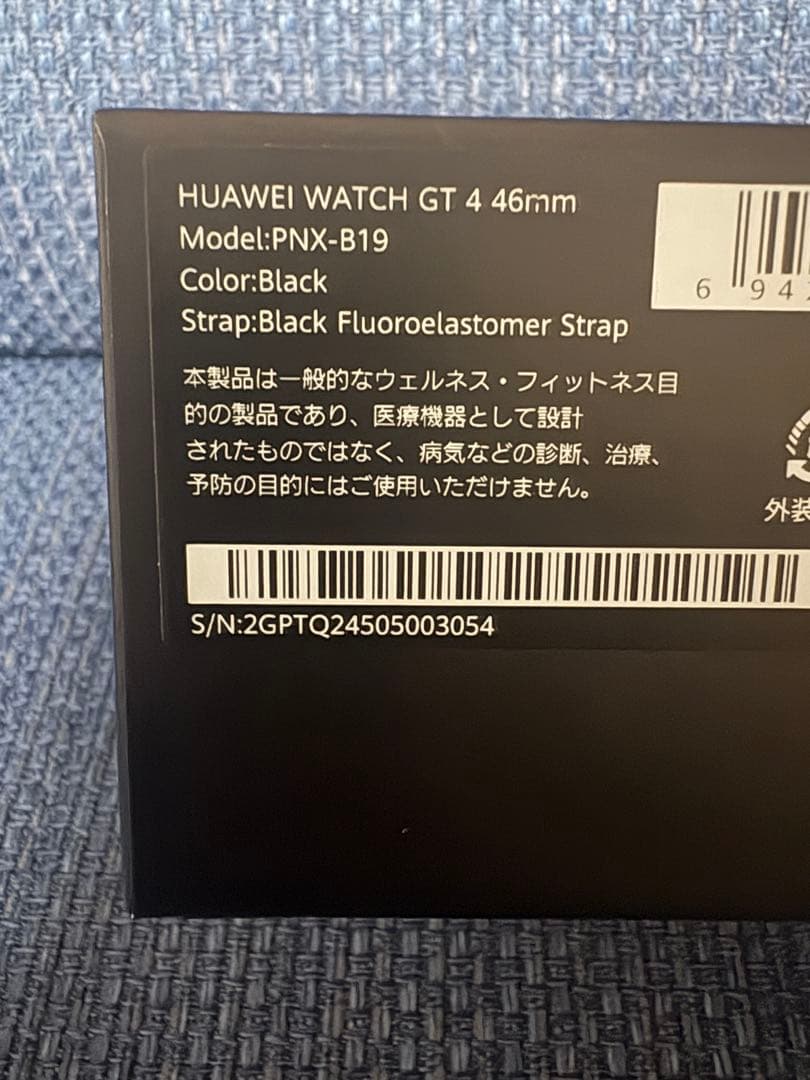 HUAWEI WATCH GT 4 46mm
Model:PNX-B19
Color:Black
Strap:Black Fluoroelastomer Strap
6 94
本製品は一般的なウェルネス・フィットネス目
的の製品であり、医療機器として設計
されたものではなく、病気などの診断、治療、
予防の目的にはご使用いただけません。
外装
S/N:2GPTQ24505003054